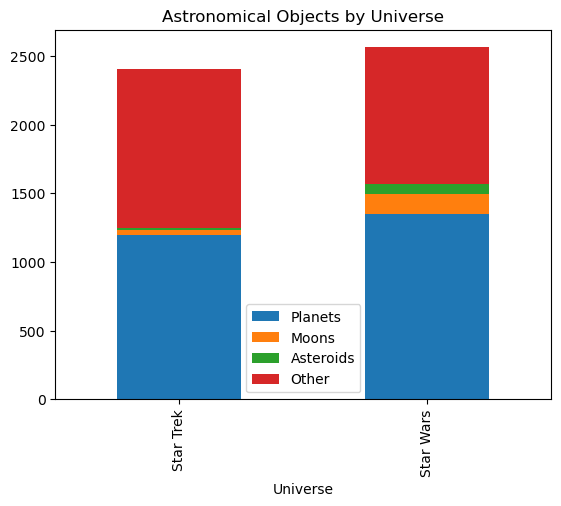 Astronomical Objects by Universe
2500
2000
1500
1000
500
0
Planets
Moons
Asteroids
Other
Star Trek
Star Wars
Universe